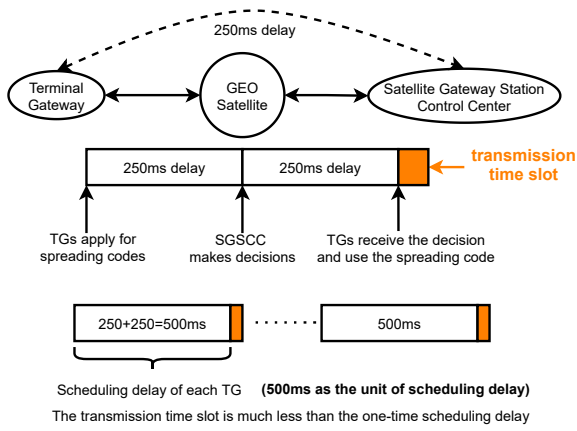 250ms delay
Terminal
Gateway
GEO
Satellite
Satellite Gateway Station
Control Center
250ms delay
250ms delay
transmission
time slot
TGs apply for
spreading codes
SGSCC
makes decisions
TGs receive the decision
and use the spreading code
250+250=500ms
500ms
Scheduling delay of each TG
(500ms as the unit of scheduling delay)
The transmission time slot is much less than the one-time scheduling delay